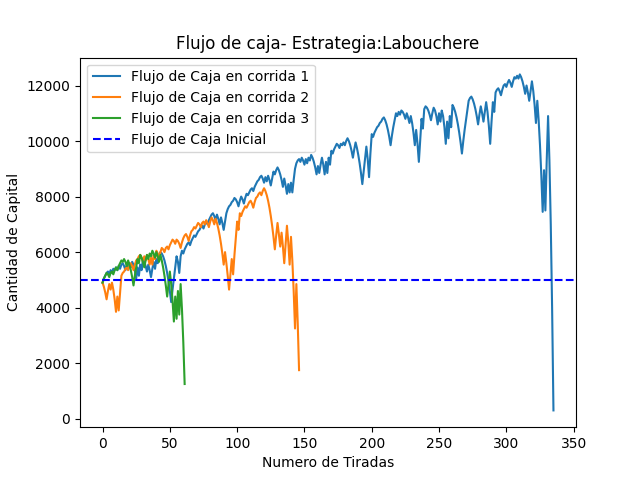 Flujo de caja- Estrategia:Labouchere
Flujo de Caja en corrida 1
Flujo de Caja en corrida 2
Flujo de Caja en corrida 3
Flujo de Caja Inicial
Cantidad de Capital
12000
10000
8000
6000
4000
2000
0
0 50 100 150 200 250 300 350
Numero de Tiradas